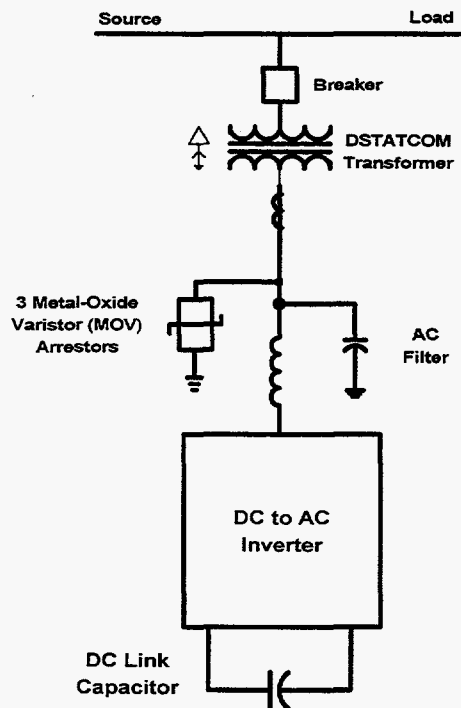 Source
Load
Breaker
DSTATCOM
Transformer
3 Metal-Oxide
Varistor (MOV)
Arrestors
AC
Filter
DC to AC
Inverter
DC Link
Capacitor